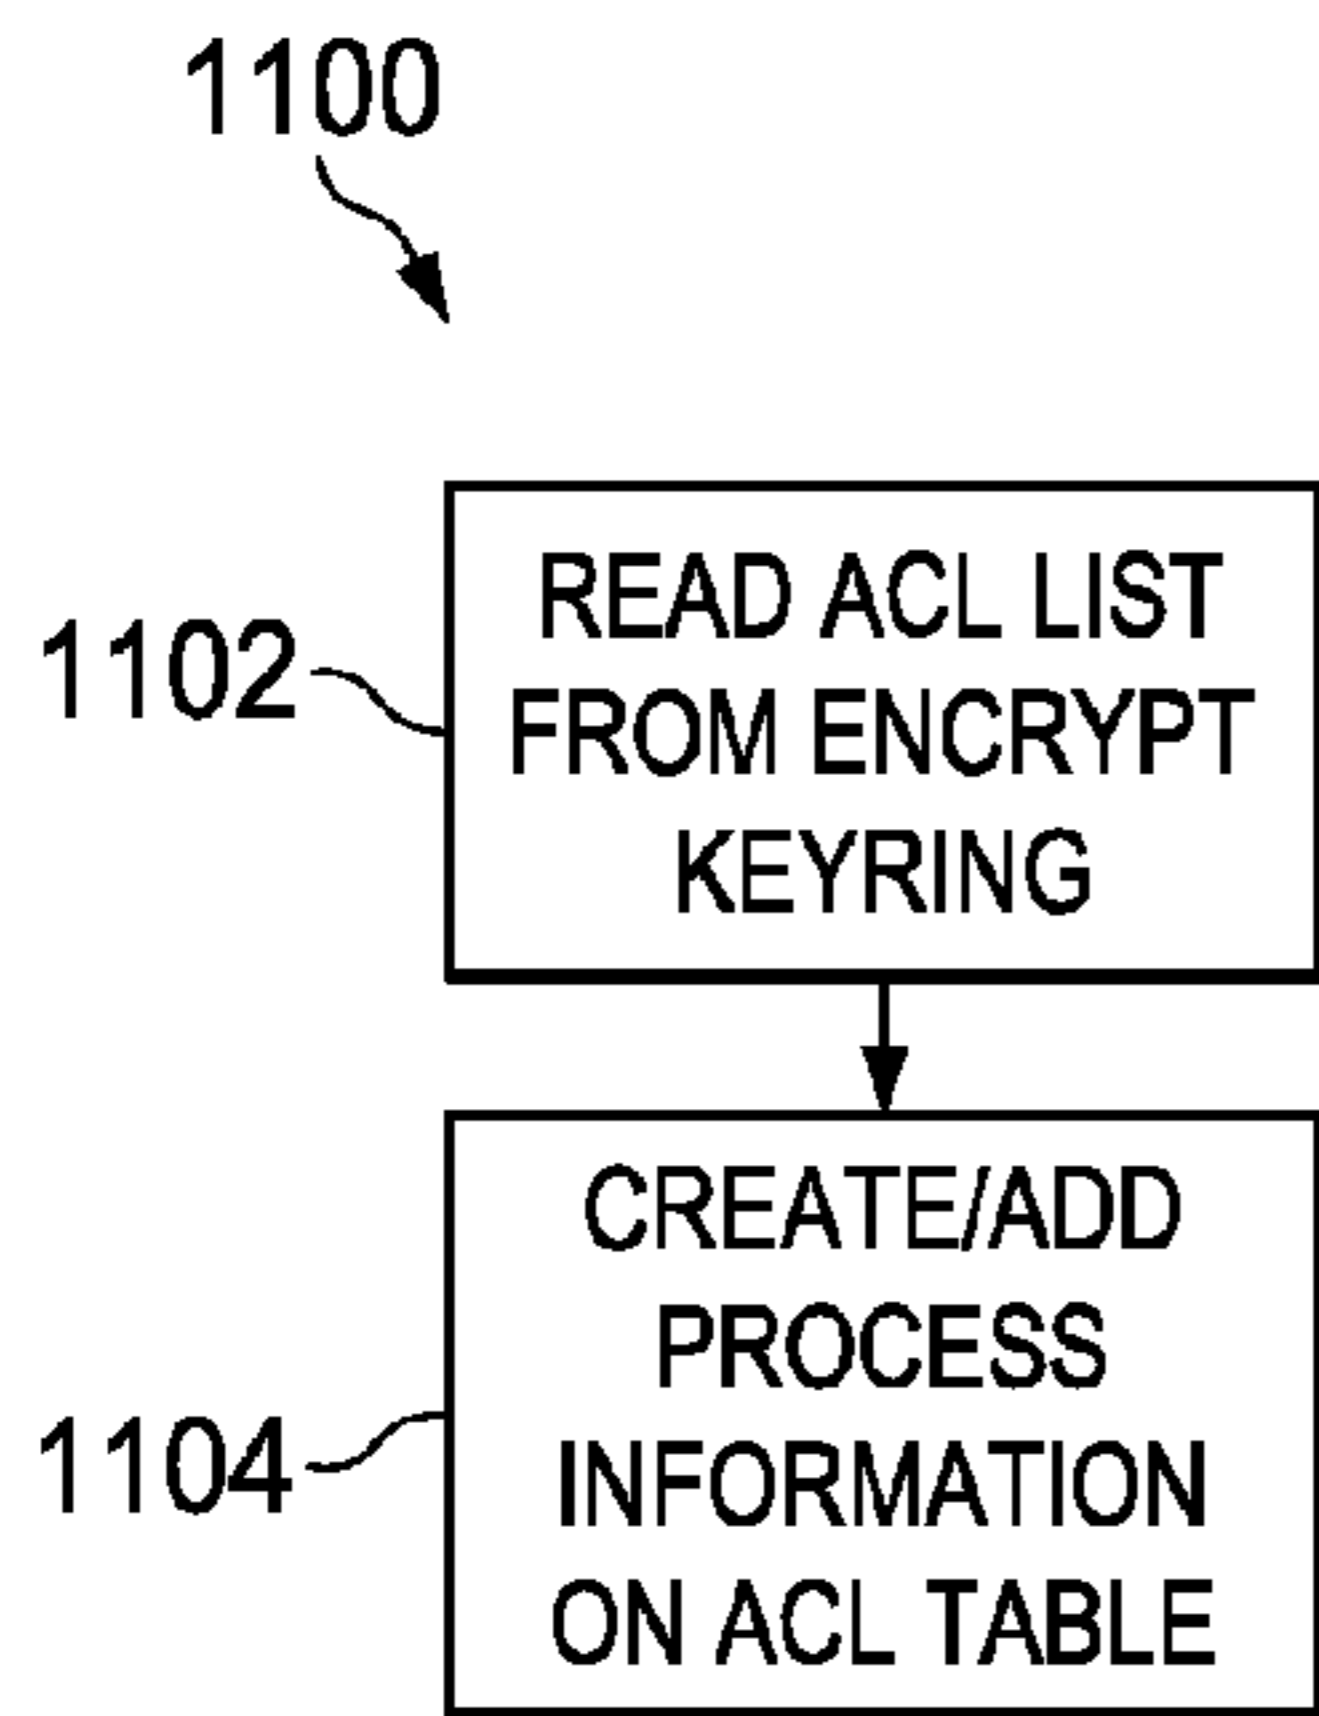 1100
1102
READ ACL LIST
FROM ENCRYPT
KEYRING
1104
CREATE/ADD
PROCESS
INFORMATION
ON ACL TABLE